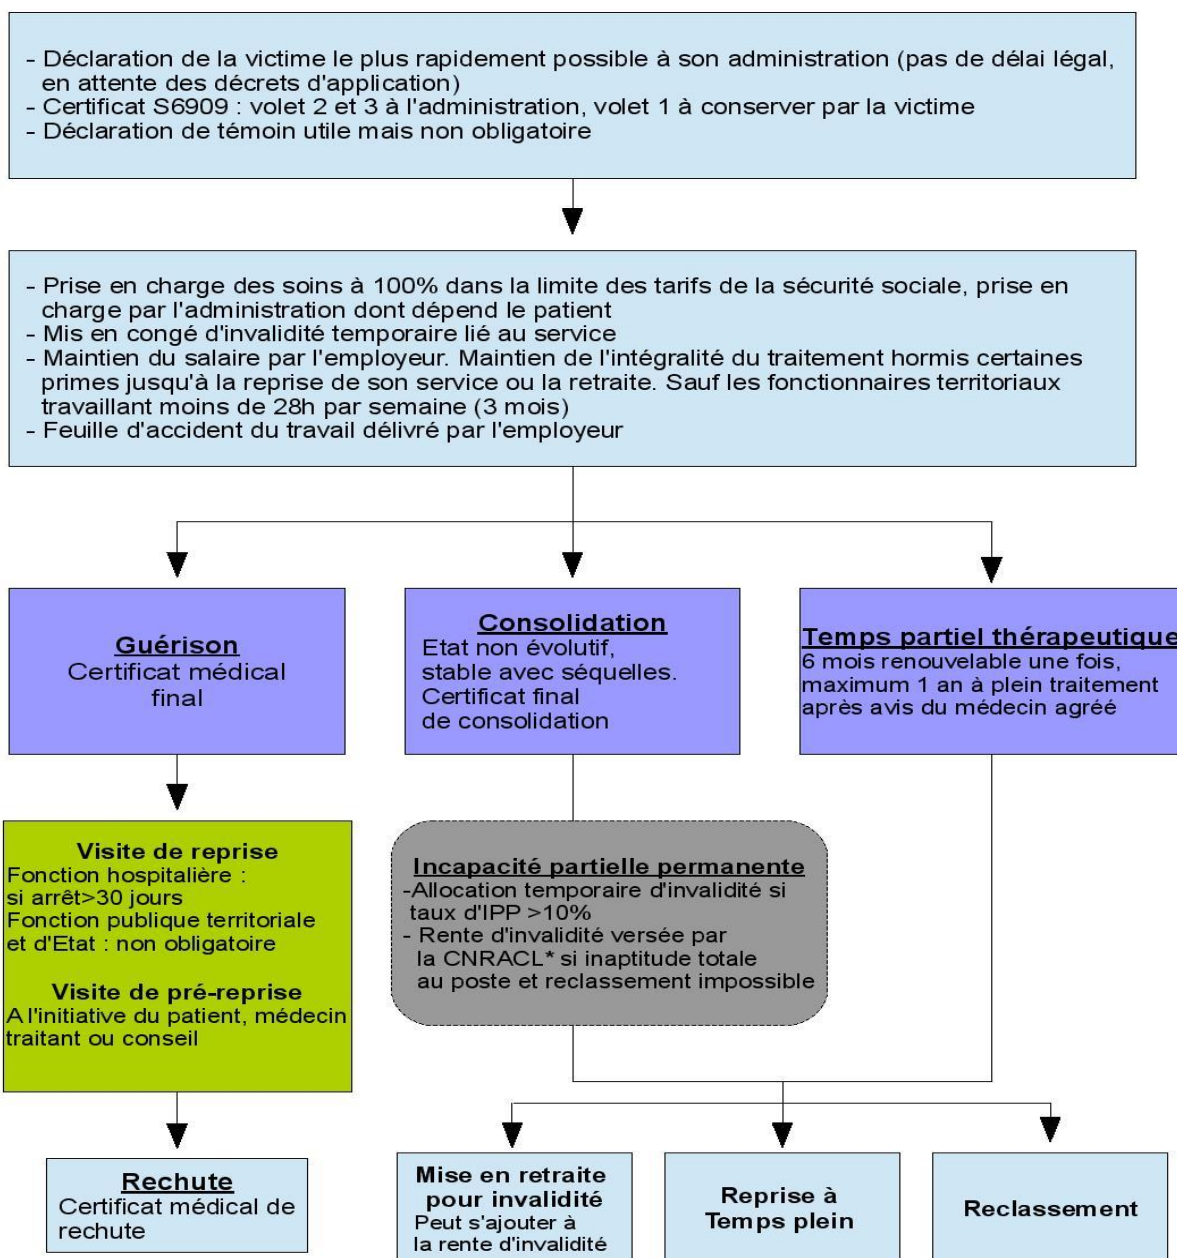 - Déclaration de la victime le plus rapidement possible à son administration (pas de délai légal,
en attente des décrets d'application)
- Certificat S6909 : volet 2 et 3 à l'administration, volet 1 à conserver par la victime
- Déclaration de témoin utile mais non obligatoire
- Prise en charge des soins à 100% dans la limite des tarifs de la sécurité sociale, prise en
charge par l'administration dont dépend le patient
- Mis en congé d'invalidité temporaire lié au service
- Maintien du salaire par l'employeur. Maintien de l'intégralité du traitement hormis certaines
primes jusqu'à la reprise de son service ou la retraite. Sauf les fonctionnaires territoriaux
travaillant moins de 28h par semaine (3 mois)
- Feuille d'accident du travail délivré par l'employeur
Guérison
Certificat médical
final
Consolidation
Etat non évolutif,
stable avec séquelles.
Certificat final
de consolidation
Temps partiel thérapeutique
6 mois renouvelable une fois,
maximum 1 an à plein traitement
après avis du médecin agréé
Visite de reprise
Fonction hospitalière :
si arrêt>30 jours
Fonction publique territoriale
et d'Etat : non obligatoire
Visite de pré-reprise
A l'initiative du patient, médecin
traitant ou conseil
Incapacité partielle permanente
-Allocation temporaire d'invalidité si
taux d'IPP >10%
- Rente d'invalidité versée par
la CNRACL* si inaptitude totale
au poste et reclassement impossible
Rechute
Certificat médical de
rechute
Mise en retraite
pour invalidité
Peut s'ajouter à
la rente d'invalidité
Reprise à
Temps plein
Reclassement